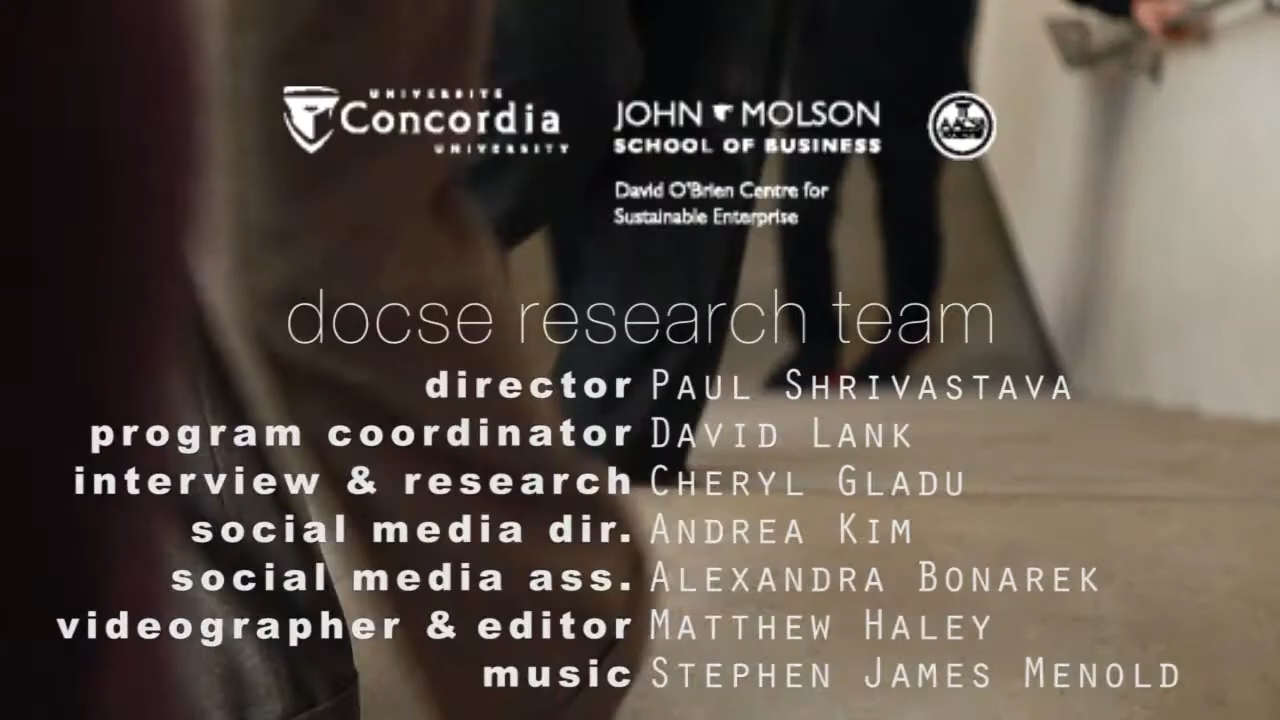 UNIVERSITÉ
Concordia
UNIVERSITY
JOHN MOLSON
SCHOOL OF BUSINESS
David O'Brien Centre for
Sustainable Enterprise
docse research team
director PAUL SHRIVASTAVA
program coordinator DAVID LANK
interview & research CHERYL GLADU
social media dir. ANDREA KIM
social media ass. ALEXANDRA BONAREK
videographer & editor MATTHEW HALEY
music STEPHEN JAMES MENOLD